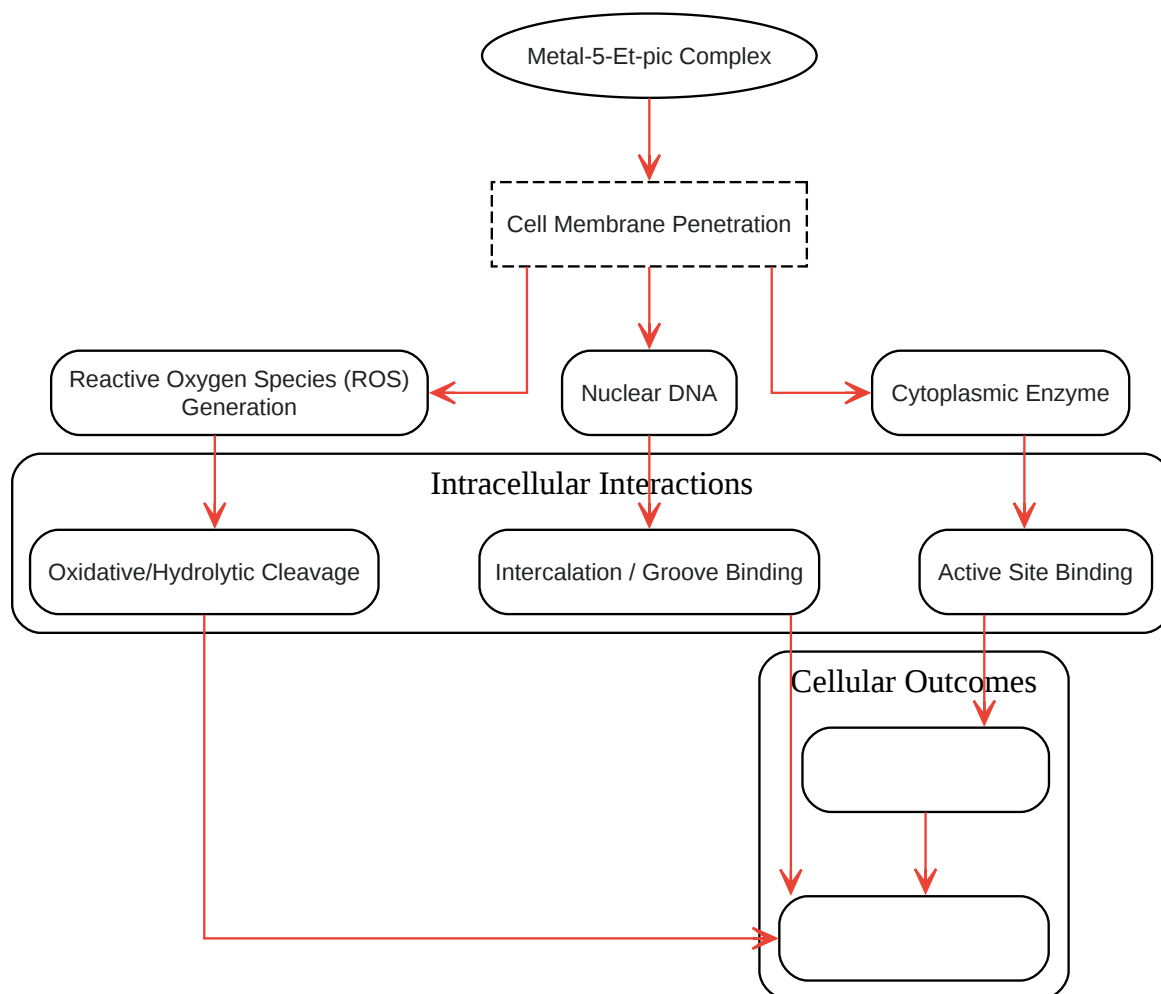 Metal-5-Et-pic Complex
Cell Membrane Penetration
Reactive Oxygen Species (ROS)
Generation
Nuclear DNA
Cytoplasmic Enzyme
Intracellular Interactions
Oxidative/Hydrolytic Cleavage
Intercalation / Groove Binding
Active Site Binding
Cellular Outcomes